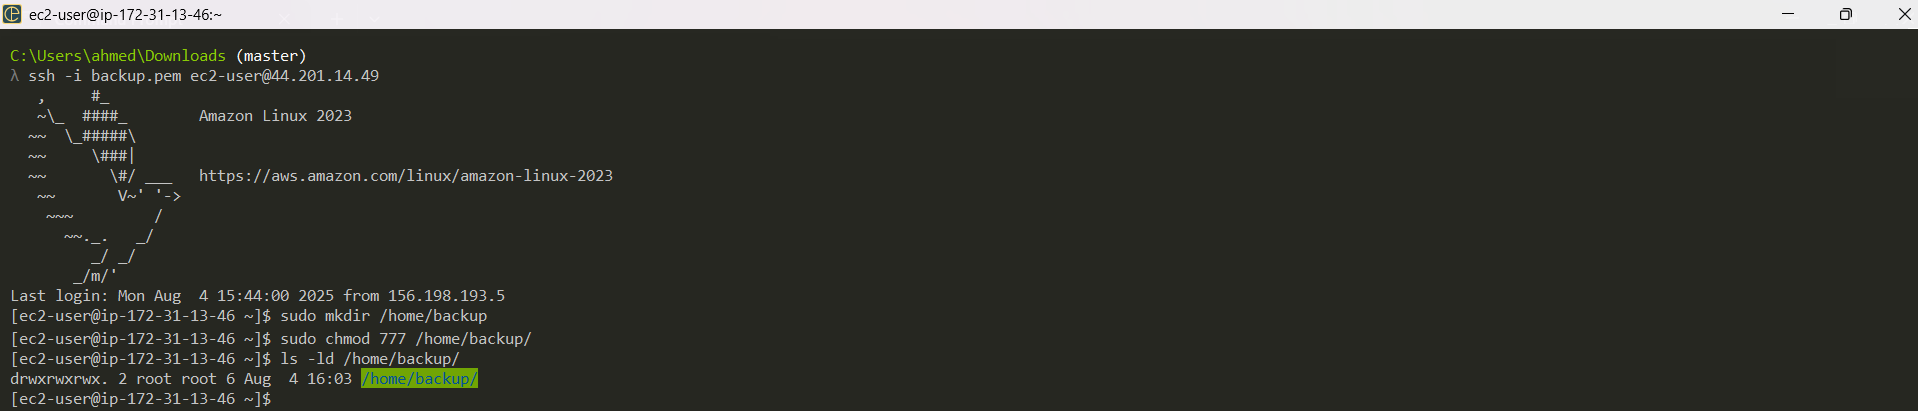 ec2-user@ip-172-31-13-46:~
C:\Users\ahmed\Downloads (master)
λ ssh -i backup.pem ec2-user@44.201.14.49
   ,     #_
   ~\_  ####_        Amazon Linux 2023
  ~~  \_#####\
  ~~     \###|
  ~~       \#/ ___   https://aws.amazon.com/linux/amazon-linux-2023
   ~~       V~' '->
    ~~~         /
      ~~._.   _/
         _/ _/
       _/m/'
Last login: Mon Aug  4 15:44:00 2025 from 156.198.193.5
[ec2-user@ip-172-31-13-46 ~]$ sudo mkdir /home/backup
[ec2-user@ip-172-31-13-46 ~]$ sudo chmod 777 /home/backup/
[ec2-user@ip-172-31-13-46 ~]$ ls -ld /home/backup/
drwxrwxrwx. 2 root root 6 Aug  4 16:03 /home/backup/
[ec2-user@ip-172-31-13-46 ~]$